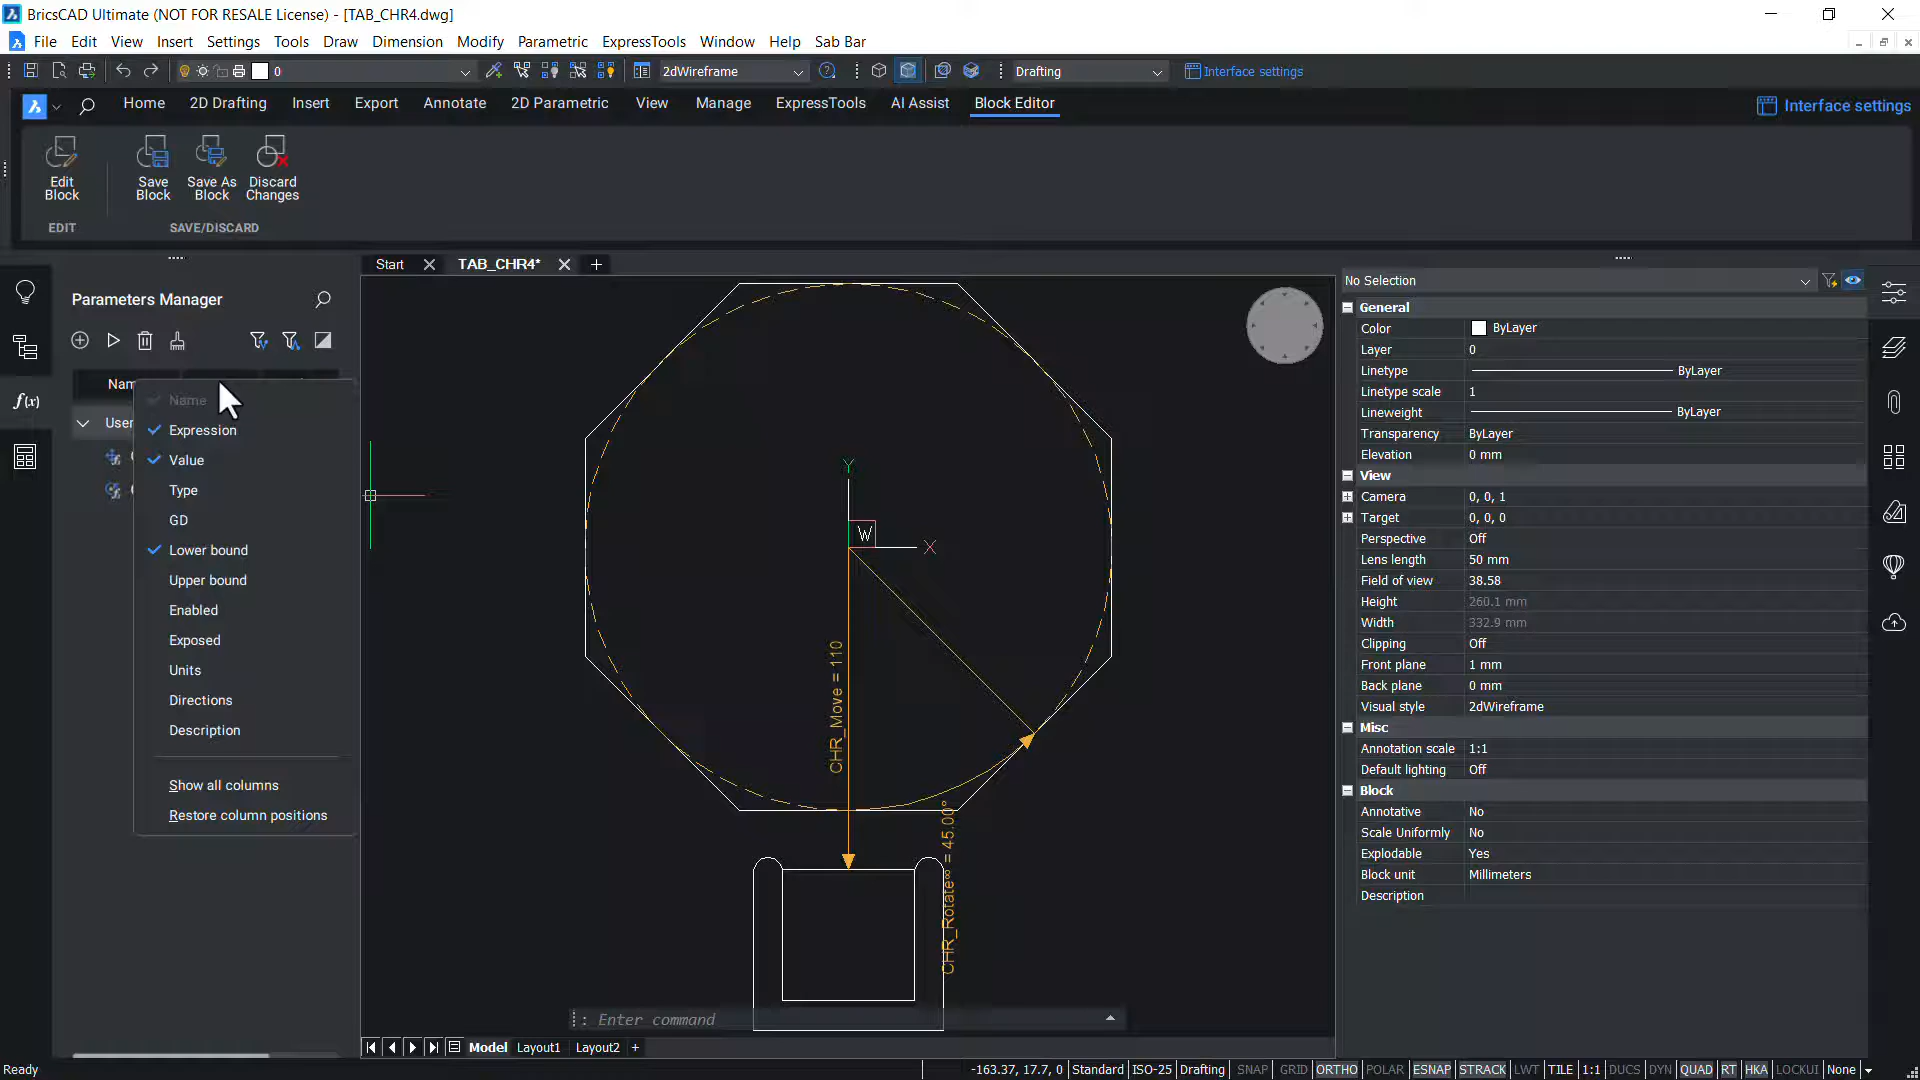 BricsCAD Ultimate (NOT FOR RESALE License) - [TAB_CHR4.dwg]
File Edit View Insert Settings Tools Draw Dimension Modify Parametric ExpressTools Window Help Sab Bar
0 2dWireframe Drafting Interface settings
Home 2D Drafting Insert Export Annotate 2D Parametric View Manage ExpressTools AI Assist Block Editor Interface settings
Edit Block
Save Block
Save As Block
Discard Changes
EDIT SAVE/DISCARD
Start TAB_CHR4* +
Parameters Manager
f(x)
Name
Expression
Value
Type
GD
Lower bound
Upper bound
Enabled
Exposed
Units
Directions
Description
Show all columns
Restore column positions
Y
W
X
CHR_Move = 110
CHR_Rotate∞ = 45.00°
: Enter command
Model Layout1 Layout2 +
No Selection
General
Color ByLayer
Layer 0
Linetype ByLayer
Linetype scale 1
Lineweight ByLayer
Transparency ByLayer
Elevation 0 mm
View
Camera 0, 0, 1
Target 0, 0, 0
Perspective Off
Lens length 50 mm
Field of view 38.58
Height 260.1 mm
Width 332.9 mm
Clipping Off
Front plane 1 mm
Back plane 0 mm
Visual style 2dWireframe
Misc
Annotation scale 1:1
Default lighting Off
Block
Annotative No
Scale Uniformly No
Explodable Yes
Block unit Millimeters
Description
Ready -163.37, 17.7, 0 Standard ISO-25 Drafting SNAP GRID ORTHO POLAR ESNAP STRACK LWT TILE 1:1 DUCS DYN QUAD RT HKA LOCKUI None